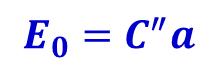 E₀ = C″a